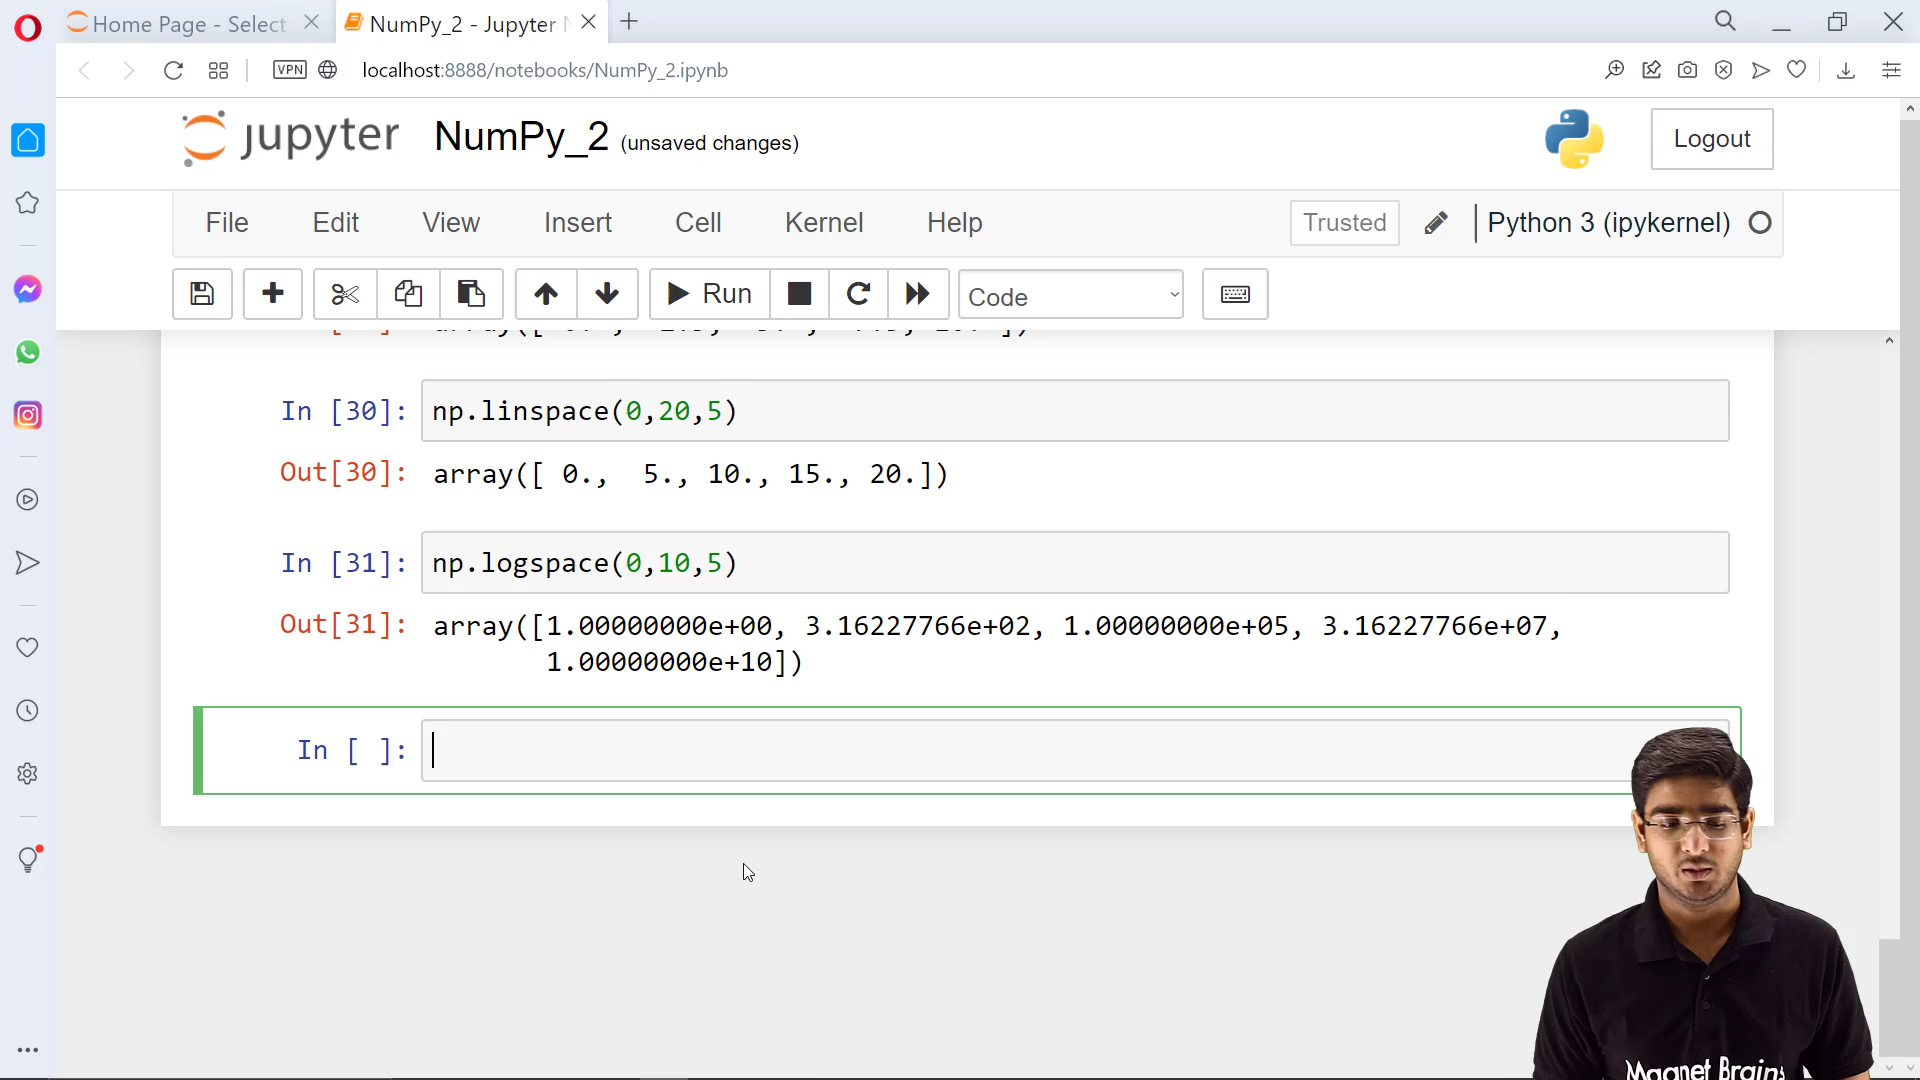 Home Page - Select
NumPy_2 - Jupyter N
VPN
localhost:8888/notebooks/NumPy_2.ipynb
jupyter
NumPy_2 (unsaved changes)
Logout
File Edit View Insert Cell Kernel Help
Trusted
Python 3 (ipykernel)
Run
Code
In [30]: np.linspace(0,20,5)
Out[30]: array([ 0.,  5., 10., 15., 20.])
In [31]: np.logspace(0,10,5)
Out[31]: array([1.00000000e+00, 3.16227766e+02, 1.00000000e+05, 3.16227766e+07,
1.00000000e+10])
In [ ]:
Magnet Brains